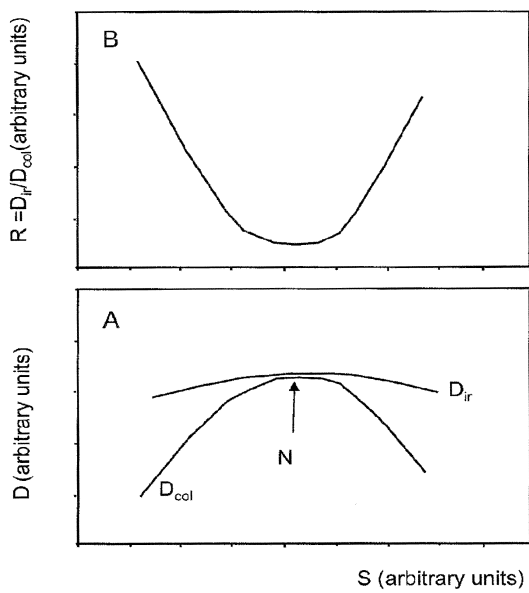 B
R =D_ir/D_col(arbitrary units)
A
D (arbitrary units)
D_ir
N
D_col
S (arbitrary units)